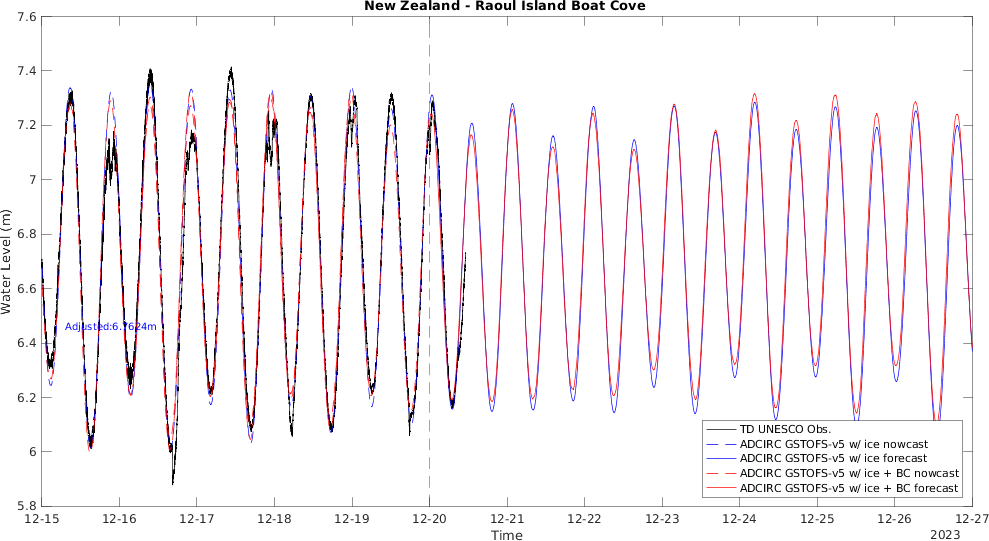 New Zealand - Raoul Island Boat Cove
Water Level (m)
7.6
7.4
7.2
7
6.8
6.6
6.4
6.2
6
5.8
Adjusted:6.7624m
TD UNESCO Obs.
ADCIRC GSTOFS-v5 w/ ice nowcast
ADCIRC GSTOFS-v5 w/ ice forecast
ADCIRC GSTOFS-v5 w/ ice + BC nowcast
ADCIRC GSTOFS-v5 w/ ice + BC forecast
12-15 12-16 12-17 12-18 12-19 12-20 12-21 12-22 12-23 12-24 12-25 12-26 12-27
Time
2023